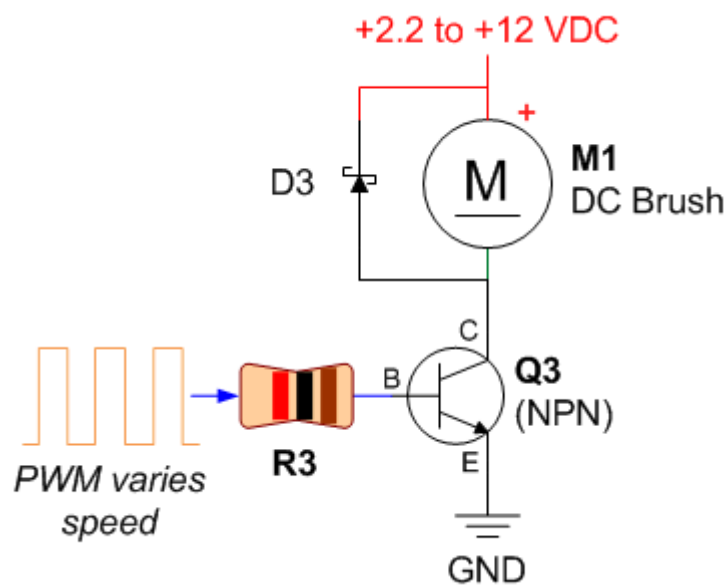 +2.2 to +12 VDC
+
D3
M
M1
DC Brush
C
B
Q3
(NPN)
R3
E
PWM varies
speed
GND